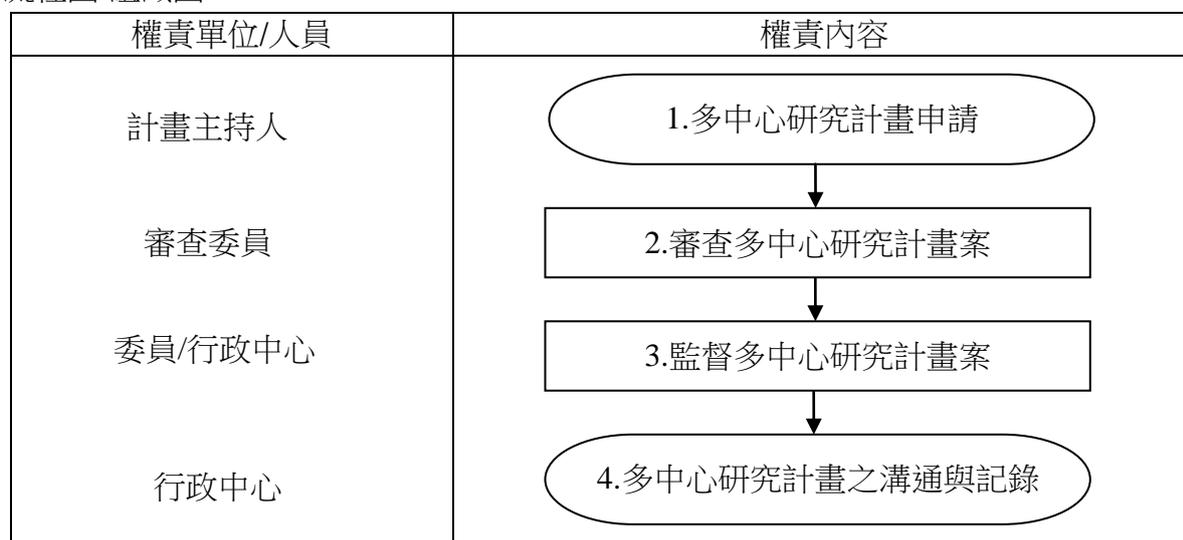 權責單位/人員 權責內容
計畫主持人 1.多中心研究計畫申請
審查委員 2.審查多中心研究計畫案
委員/行政中心 3.監督多中心研究計畫案
行政中心 4.多中心研究計畫之溝通與記錄